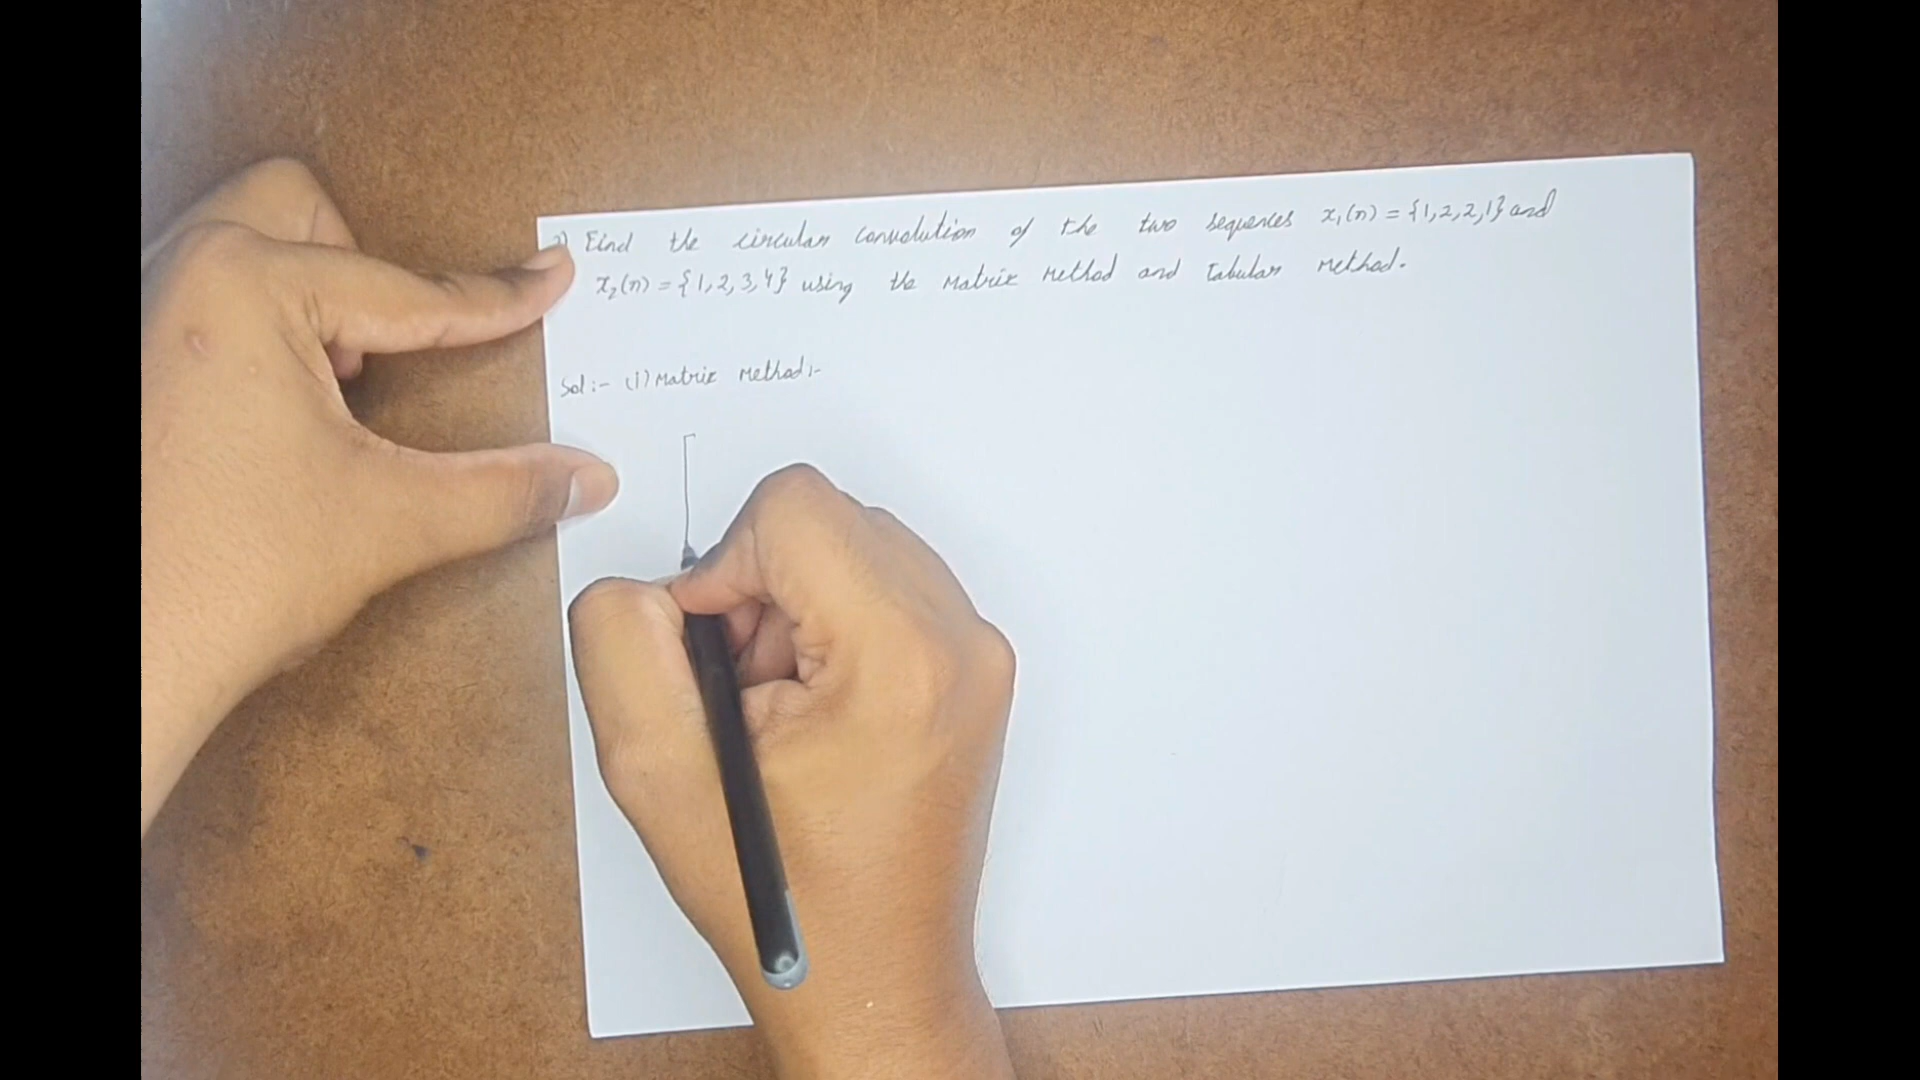 Find the circular convolution of the two sequences x₁(n) = {1,2,2,1} and
x₂(n) = {1,2,3,4} using the Matrix Method and Tabular Method.
Sol:- (i) Matrix Method:-